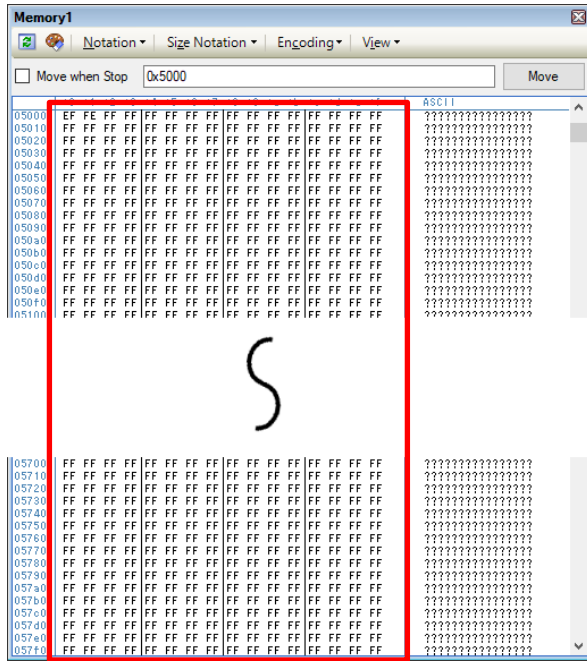 Memory1
Notation Size Notation Encoding View
Move when Stop 0x5000 Move
ASCII
05000 EF FE FF FF FF FF FF FF FF FF FF FF FF FF FF FF ????????????????
05010 FF FF FF FF FF FF FF FF FF FF FF FF FF FF FF FF ????????????????
05020 FF FF FF FF FF FF FF FF FF FF FF FF FF FF FF FF ????????????????
05030 FF FF FF FF FF FF FF FF FF FF FF FF FF FF FF FF ????????????????
05040 FF FF FF FF FF FF FF FF FF FF FF FF FF FF FF FF ????????????????
05050 FF FF FF FF FF FF FF FF FF FF FF FF FF FF FF FF ????????????????
05060 FF FF FF FF FF FF FF FF FF FF FF FF FF FF FF FF ????????????????
05070 FF FF FF FF FF FF FF FF FF FF FF FF FF FF FF FF ????????????????
05080 FF FF FF FF FF FF FF FF FF FF FF FF FF FF FF FF ????????????????
05090 FF FF FF FF FF FF FF FF FF FF FF FF FF FF FF FF ????????????????
050a0 FF FF FF FF FF FF FF FF FF FF FF FF FF FF FF FF ????????????????
050b0 FF FF FF FF FF FF FF FF FF FF FF FF FF FF FF FF ????????????????
050c0 FF FF FF FF FF FF FF FF FF FF FF FF FF FF FF FF ????????????????
050d0 FF FF FF FF FF FF FF FF FF FF FF FF FF FF FF FF ????????????????
050e0 FF FF FF FF FF FF FF FF FF FF FF FF FF FF FF FF ????????????????
050f0 FF FF FF FF FF FF FF FF FF FF FF FF FF FF FF FF ????????????????
05100 FF FF FF FF FF FF FF FF FF FF FF FF FF FF FF FF ????????????????
05700 FF FF FF FF FF FF FF FF FF FF FF FF FF FF FF FF ????????????????
05710 FF FF FF FF FF FF FF FF FF FF FF FF FF FF FF FF ????????????????
05720 FF FF FF FF FF FF FF FF FF FF FF FF FF FF FF FF ????????????????
05730 FF FF FF FF FF FF FF FF FF FF FF FF FF FF FF FF ????????????????
05740 FF FF FF FF FF FF FF FF FF FF FF FF FF FF FF FF ????????????????
05750 FF FF FF FF FF FF FF FF FF FF FF FF FF FF FF FF ????????????????
05760 FF FF FF FF FF FF FF FF FF FF FF FF FF FF FF FF ????????????????
05770 FF FF FF FF FF FF FF FF FF FF FF FF FF FF FF FF ????????????????
05780 FF FF FF FF FF FF FF FF FF FF FF FF FF FF FF FF ????????????????
05790 FF FF FF FF FF FF FF FF FF FF FF FF FF FF FF FF ????????????????
057a0 FF FF FF FF FF FF FF FF FF FF FF FF FF FF FF FF ????????????????
057b0 FF FF FF FF FF FF FF FF FF FF FF FF FF FF FF FF ????????????????
057c0 FF FF FF FF FF FF FF FF FF FF FF FF FF FF FF FF ????????????????
057d0 FF FF FF FF FF FF FF FF FF FF FF FF FF FF FF FF ????????????????
057e0 FF FF FF FF FF FF FF FF FF FF FF FF FF FF FF FF ????????????????
057f0 FF FF FF FF FF FF FF FF FF FF FF FF FF FF FF FF ????????????????